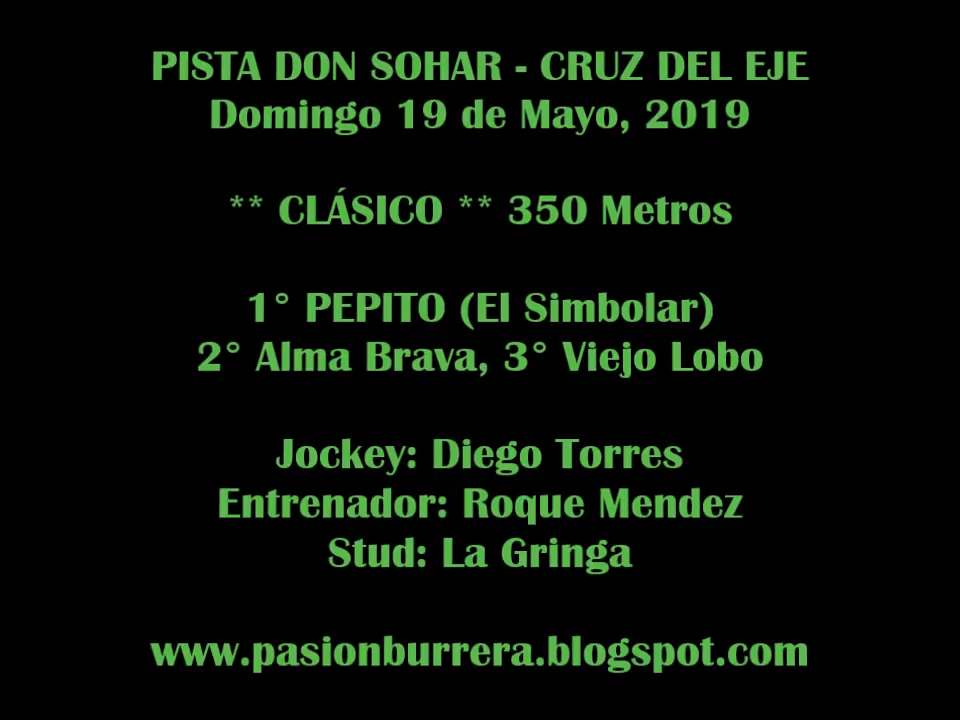 PISTA DON SOHAR - CRUZ DEL EJE
Domingo 19 de Mayo, 2019
** CLÁSICO ** 350 Metros
1° PEPITO (El Simbolar)
2° Alma Brava, 3° Viejo Lobo
Jockey: Diego Torres
Entrenador: Roque Mendez
Stud: La Gringa
www.pasionburrera.blogspot.com